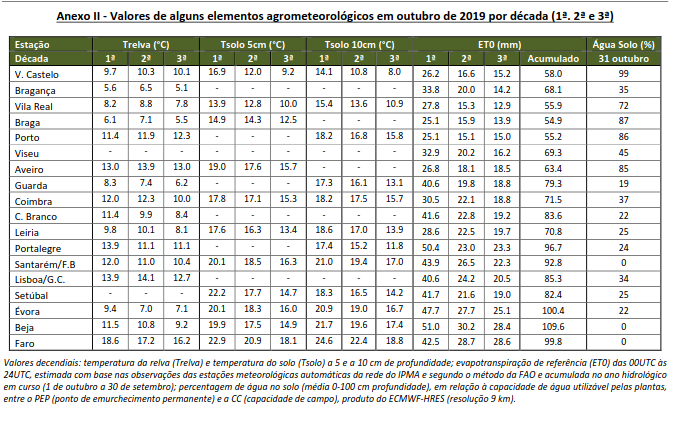 Anexo II - Valores de alguns elementos agrometeorológicos em outubro de 2019 por década (1ª. 2ª e 3ª)
Estação Trelva (°C) Tsolo 5cm (°C) Tsolo 10cm (°C) ET0 (mm) Água Solo (%)
Década 1ª 2ª 3ª 1ª 2ª 3ª 1ª 2ª 3ª 1ª 2ª 3ª Acumulado 31 outubro
V. Castelo 9.7 10.3 10.1 16.9 12.0 9.2 14.1 10.8 8.0 26.2 16.6 15.2 58.0 99
Bragança 5.6 6.5 5.1 - - - - - - 33.8 20.0 14.2 68.1 35
Vila Real 8.2 8.8 7.8 13.9 12.8 10.0 15.4 13.6 10.9 27.8 15.3 12.9 55.9 72
Braga 6.1 7.1 5.5 14.9 14.3 12.5 - - - 25.1 15.9 13.9 54.9 87
Porto 11.4 11.9 12.3 - - - 18.2 16.8 15.8 25.1 15.1 15.0 55.2 86
Viseu - - - - - - - - - 32.9 20.2 16.2 69.3 45
Aveiro 13.0 13.9 13.0 19.0 17.6 15.7 - - - 26.8 18.1 18.5 63.4 85
Guarda 8.3 7.4 6.2 - - - 17.3 16.1 13.1 40.6 19.8 18.8 79.3 19
Coimbra 12.0 12.3 10.0 17.8 17.1 15.3 18.2 17.5 15.7 30.5 22.1 18.8 71.5 37
C. Branco 11.4 9.9 8.4 - - - - - - 41.6 22.8 19.2 83.6 22
Leiria 9.8 10.1 8.1 17.6 16.3 13.4 18.6 17.0 13.9 28.6 22.5 19.7 70.8 25
Portalegre 13.9 11.1 11.1 - - - 17.4 15.2 11.8 50.4 23.0 23.3 96.7 24
Santarém/F.B 12.0 11.0 10.4 20.1 18.5 16.3 21.0 19.4 17.0 43.9 26.5 22.3 92.8 0
Lisboa/G.C. 13.9 14.1 12.7 - - - - - - 40.6 24.2 20.5 85.3 34
Setúbal - - - 22.2 17.7 14.7 18.3 16.5 14.2 41.7 21.6 19.0 82.4 25
Évora 9.4 7.0 7.1 20.1 18.3 16.0 20.9 19.0 16.7 47.7 27.7 25.1 100.4 22
Beja 11.5 10.8 9.2 19.9 17.5 14.9 21.7 19.6 17.4 51.0 30.2 28.4 109.6 0
Faro 18.6 17.2 16.2 22.9 20.9 18.1 24.6 22.4 18.8 42.5 28.7 28.6 99.8 0
Valores decendiais: temperatura da relva (Trelva) e temperatura do solo (Tsolo) a 5 e a 10 cm de profundidade; evapotranspiração de referência (ET0) das 00UTC às
24UTC, estimada com base nas observações das estações meteorológicas automáticas da rede do IPMA e segundo o método da FAO e acumulada no ano hidrológico
em curso (1 de outubro a 30 de setembro); percentagem de água no solo (média 0-100 cm profundidade), em relação à capacidade de água utilizável pelas plantas,
entre o PEP (ponto de emurchecimento permanente) e a CC (capacidade de campo), produto do ECMWF-HRES (resolução 9 km).